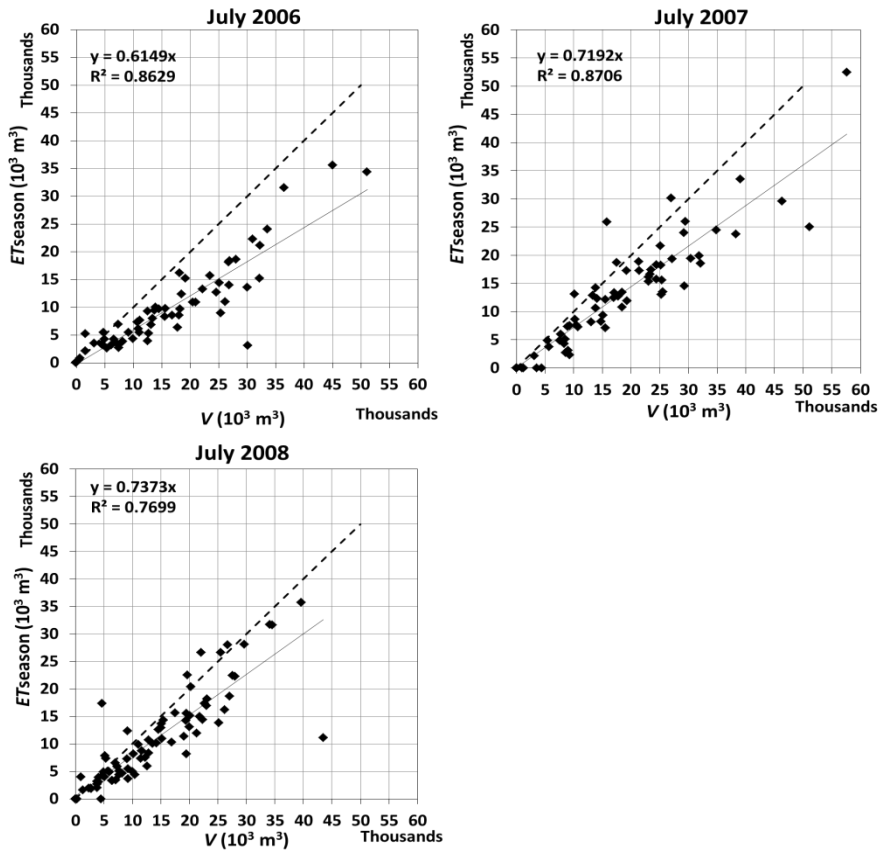 July 2006
60
55
50
45
40
35
30
25
20
15
10
5
0
Thousands
ETseason (10³ m³)
y = 0.6149x
R² = 0.8629
0 5 10 15 20 25 30 35 40 45 50 55 60
V (10³ m³)
Thousands
July 2007
60
55
50
45
40
35
30
25
20
15
10
5
0
Thousands
ETseason (10³ m³)
y = 0.7192x
R² = 0.8706
0 5 10 15 20 25 30 35 40 45 50 55 60
V (10³ m³)
Thousands
July 2008
60
55
50
45
40
35
30
25
20
15
10
5
0
Thousands
ETseason (10³ m³)
y = 0.7373x
R² = 0.7699
0 5 10 15 20 25 30 35 40 45 50 55 60
V (10³ m³)
Thousands